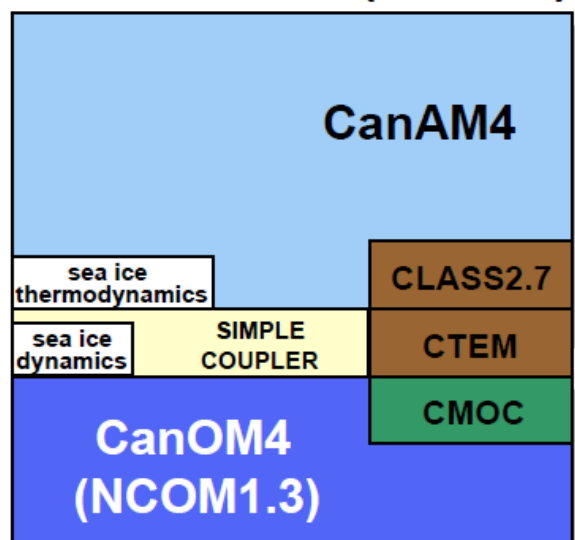 CanAM4
sea ice
thermodynamics
CLASS2.7
sea ice
dynamics
SIMPLE
COUPLER
CTEM
CMOC
CanOM4
(NCOM1.3)